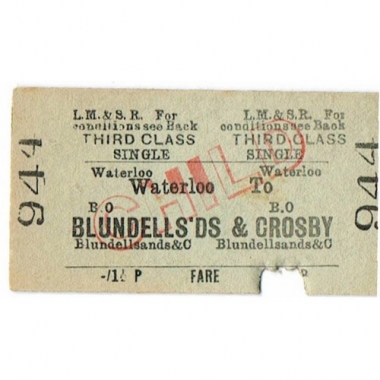 L.M.& S.R. For L.M.& S.R. For
conditions see Back conditions see Back
THIRD CLASS THIRD CLASS
SINGLE SINGLE
Waterloo Waterloo
Waterloo To
B.O B.O
BLUNDELLS'DS & CROSBY
Blundellsands&C Blundellsands&C
P FARE
CHILD
944
944